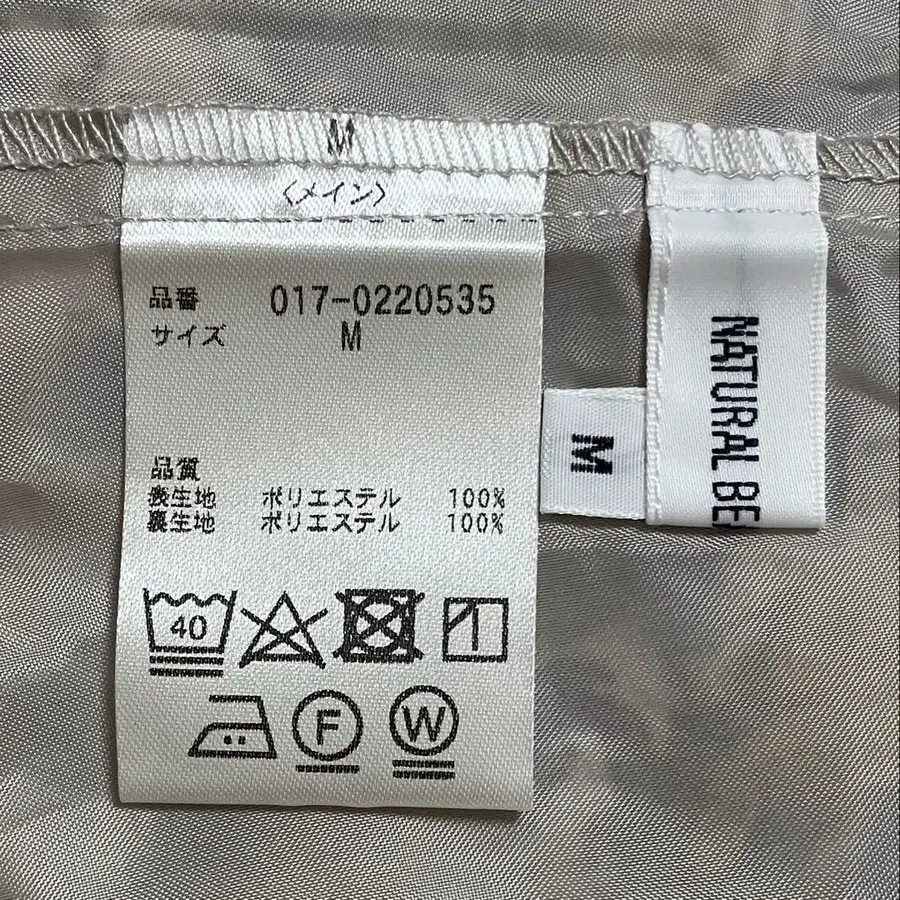 M
〈メイン〉
品番 017-0220535
サイズ M
品質
表生地 ポリエステル 100%
裏生地 ポリエステル 100%
40
F
W
M
NATURAL BE